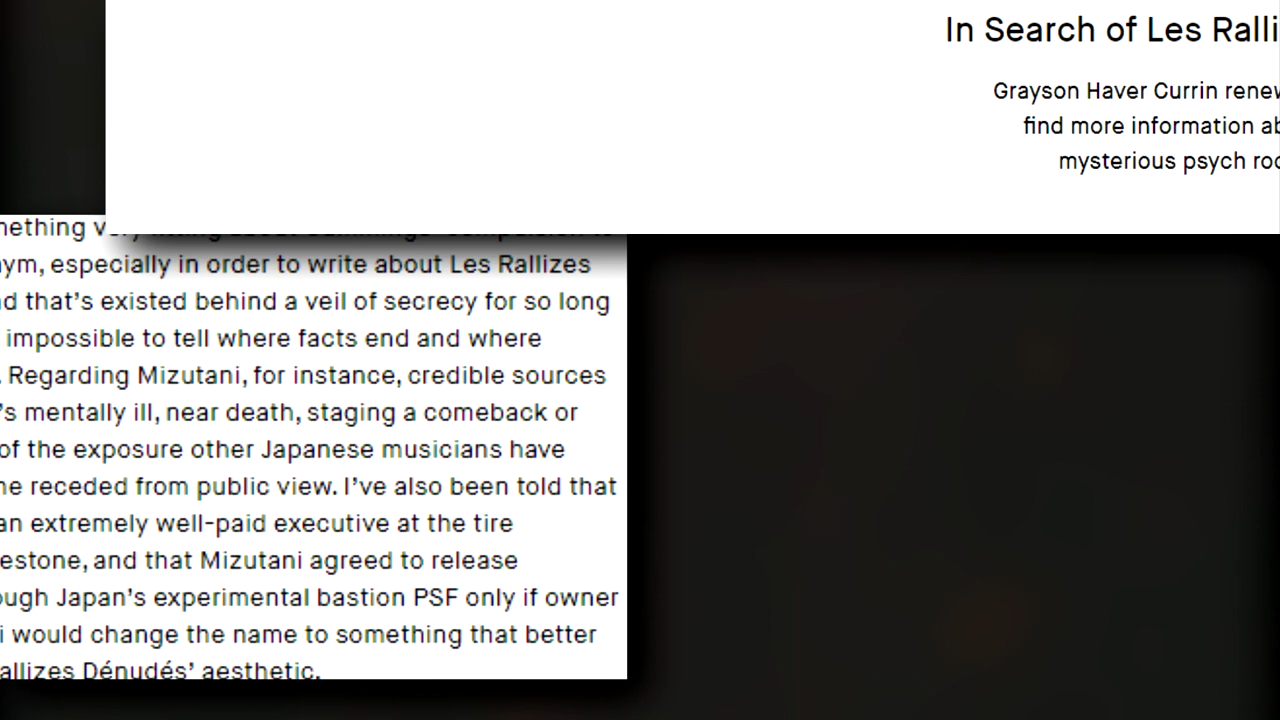 In Search of Les Ralli
Grayson Haver Currin renew
find more information ab
mysterious psych roc
mething very fitting about
ym, especially in order to write about Les Rallizes
d that's existed behind a veil of secrecy for so long
impossible to tell where facts end and where
. Regarding Mizutani, for instance, credible sources
's mentally ill, near death, staging a comeback or
of the exposure other Japanese musicians have
he receded from public view. I've also been told that
an extremely well-paid executive at the tire
estone, and that Mizutani agreed to release
ough Japan's experimental bastion PSF only if owner
i would change the name to something that better
allizes Dénudés' aesthetic.